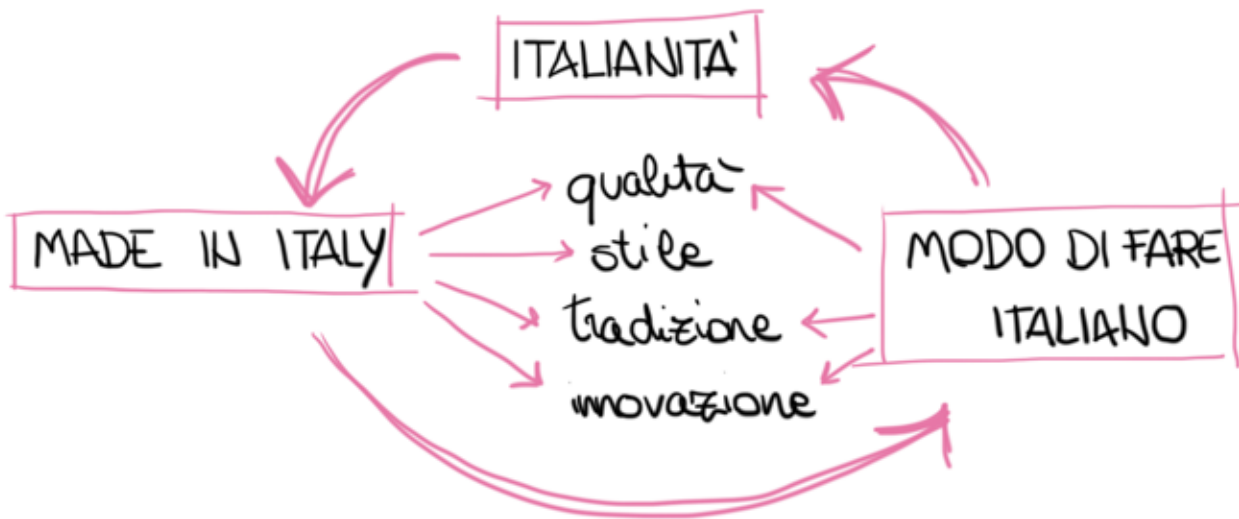 ITALIANITA'
qualità
MADE IN ITALY
stile
MODO DI FARE
ITALIANO
tradizione
innovazione